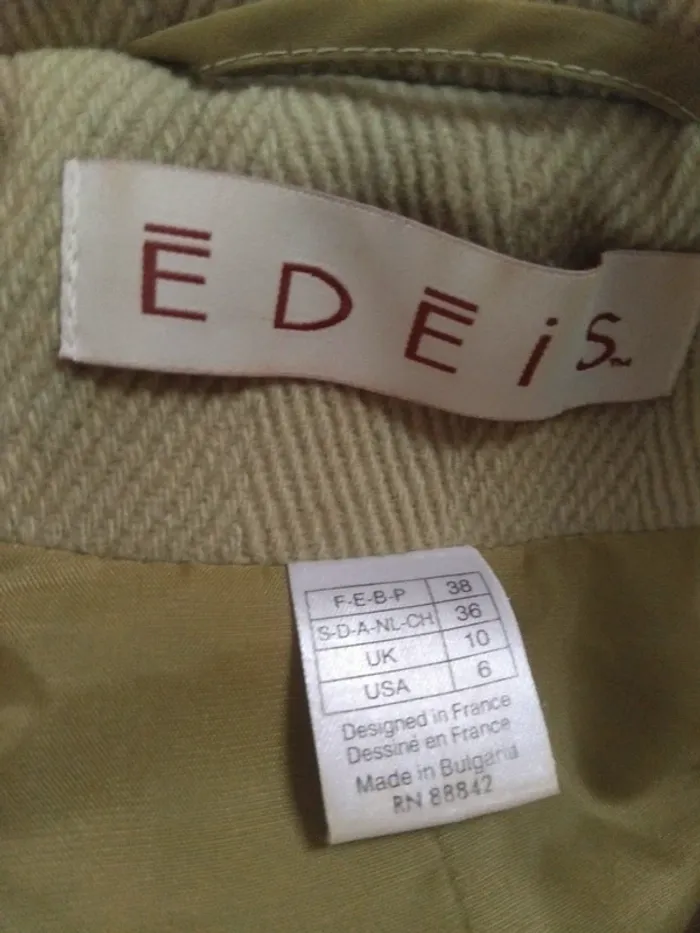 ĒDĒiS™
F-E-B-P 38
S-D-A-NL-CH 36
UK 10
USA 6
Designed in France
Dessiné en France
Made in Bulgaria
RN 88842